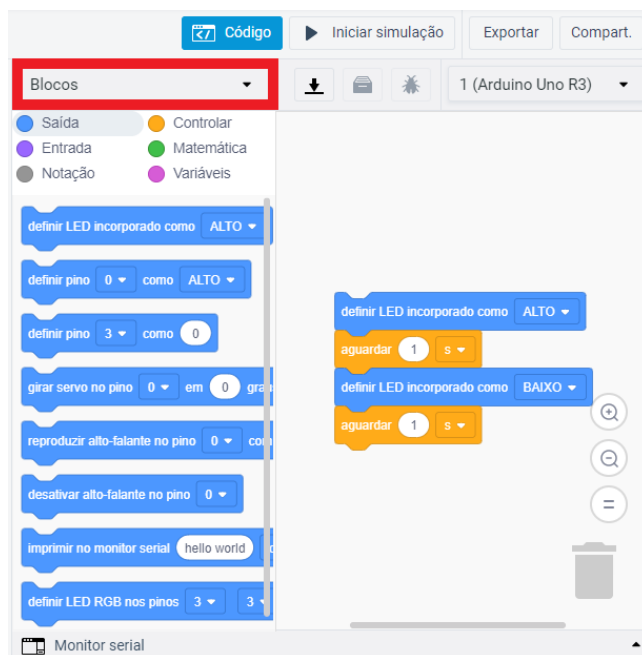 Código
Iniciar simulação
Exportar
Compart.
Blocos
1 (Arduino Uno R3)
Saída
Controlar
Entrada
Matemática
Notação
Variáveis
definir LED incorporado como ALTO
definir pino 0 como ALTO
definir pino 3 como 0
girar servo no pino 0 em 0
reproduzir alto-falante no pino 0
desativar alto-falante no pino 0
imprimir no monitor serial hello world
definir LED RGB nos pinos 3 3
definir LED incorporado como ALTO
aguardar 1 s
definir LED incorporado como BAIXO
aguardar 1 s
Monitor serial